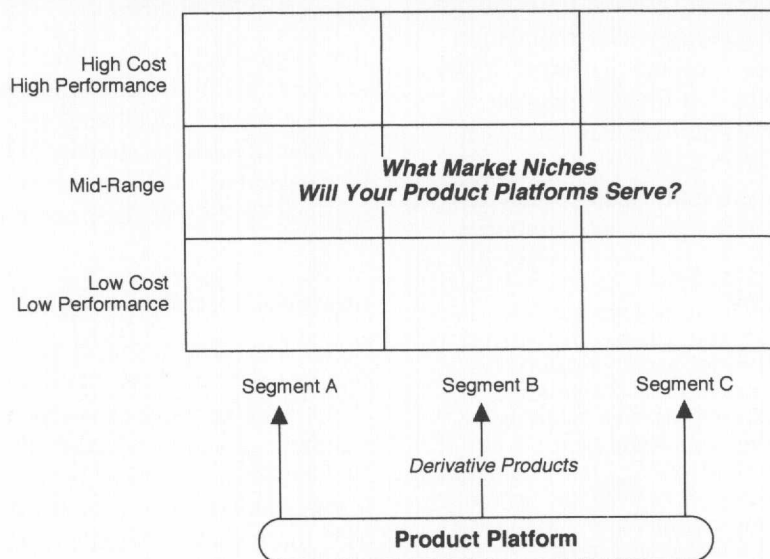 High Cost
High Performance
Mid-Range
What Market Niches
Will Your Product Platforms Serve?
Low Cost
Low Performance
Segment A
Segment B
Segment C
Derivative Products
Product Platform